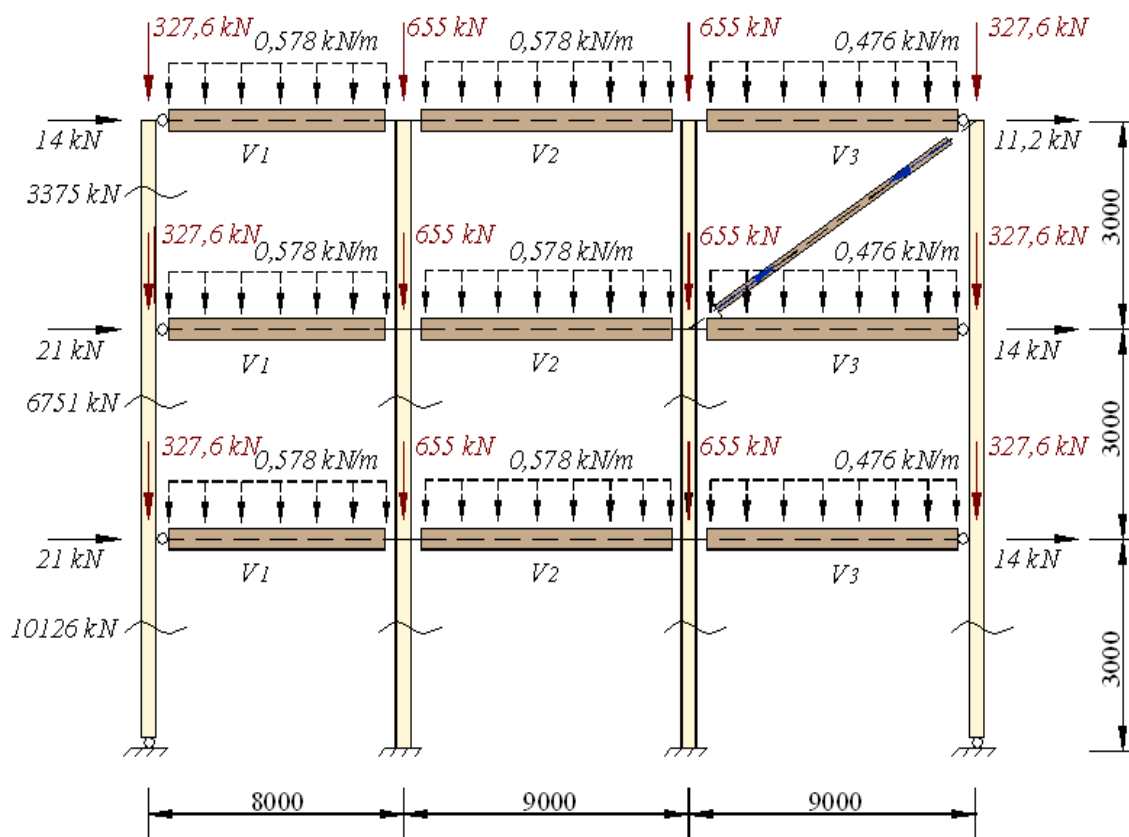 327,6 kN 655 kN 655 kN 327,6 kN
0,578 kN/m 0,578 kN/m 0,476 kN/m
14 kN V1 V2 V3 11,2 kN
3375 kN
3000
327,6 kN 655 kN 655 kN 327,6 kN
0,578 kN/m 0,578 kN/m 0,476 kN/m
21 kN V1 V2 V3 14 kN
6751 kN
3000
327,6 kN 655 kN 655 kN 327,6 kN
0,578 kN/m 0,578 kN/m 0,476 kN/m
21 kN V1 V2 V3 14 kN
10126 kN
3000
8000 9000 9000